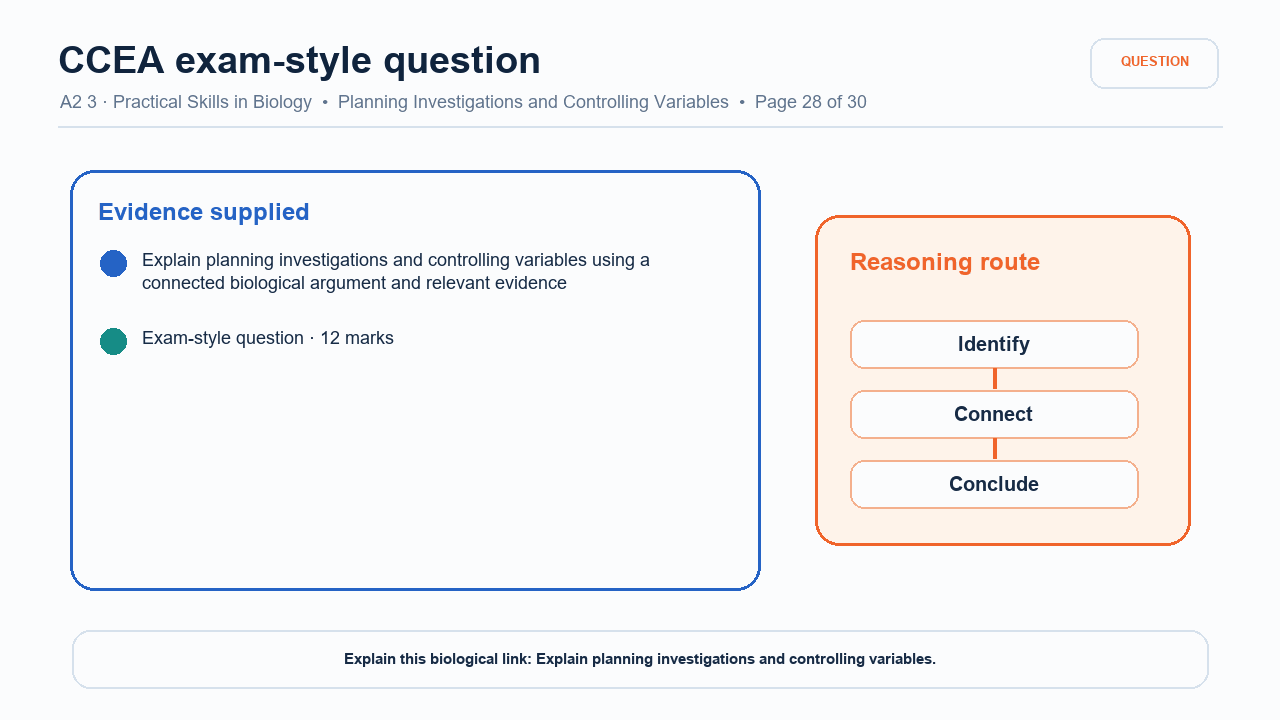 CCEA exam-style question
QUESTION
A2 3 · Practical Skills in Biology • Planning Investigations and Controlling Variables • Page 28 of 30
Evidence supplied
Explain planning investigations and controlling variables using a
connected biological argument and relevant evidence
Exam-style question · 12 marks
Reasoning route
Identify
Connect
Conclude
Explain this biological link: Explain planning investigations and controlling variables.